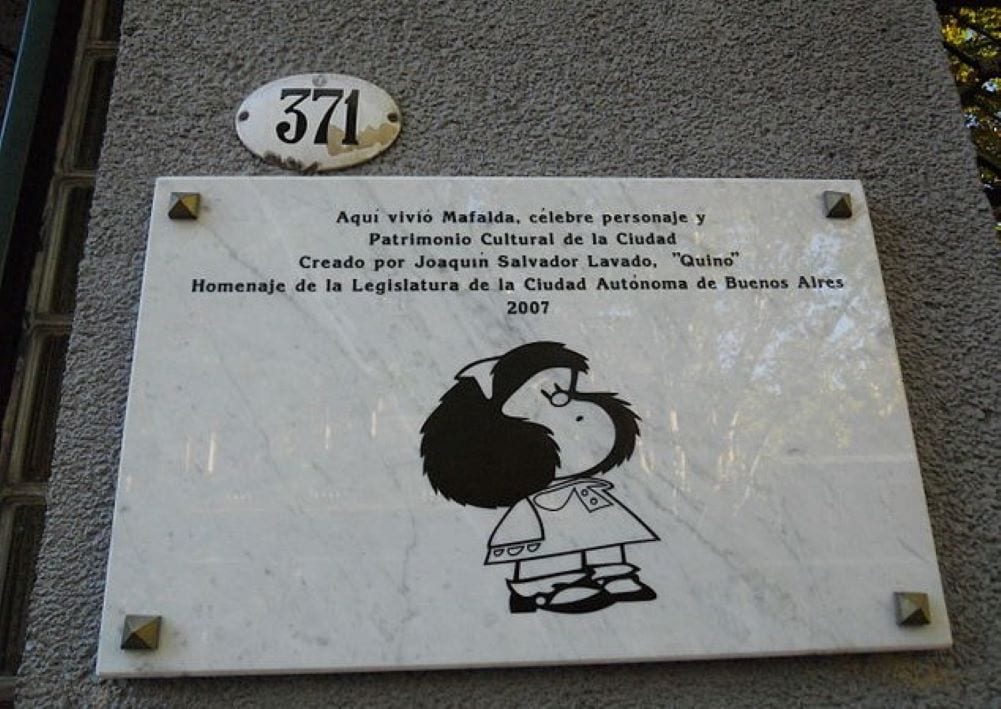 371
Aquí vivió Mafalda, célebre personaje y
Patrimonio Cultural de la Ciudad
Creado por Joaquín Salvador Lavado, "Quino"
Homenaje de la Legislatura de la Ciudad Autónoma de Buenos Aires
2007